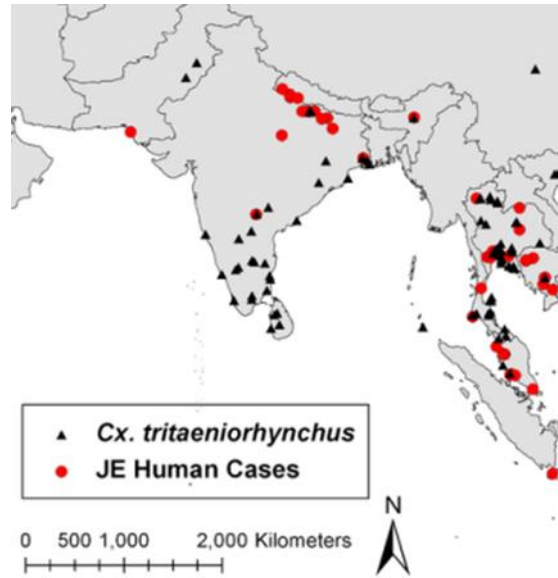 Cx. tritaeniorhynchus
JE Human Cases
N
0 500 1,000 2,000 Kilometers